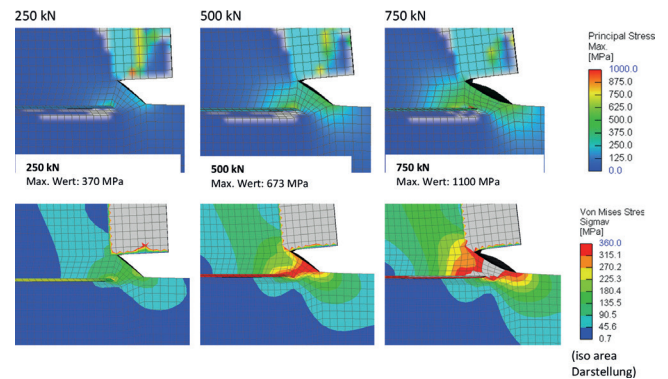 250 kN
500 kN
750 kN
Principal Stress
Max.
[MPa]
1000.0
875.0
750.0
625.0
500.0
375.0
250.0
125.0
0.0
250 kN
Max. Wert: 370 MPa
500 kN
Max. Wert: 673 MPa
750 kN
Max. Wert: 1100 MPa
Von Mises Stres
Sigmav
[MPa]
360.0
315.1
270.2
225.3
180.4
135.5
90.5
45.6
0.7
(iso area
Darstellung)